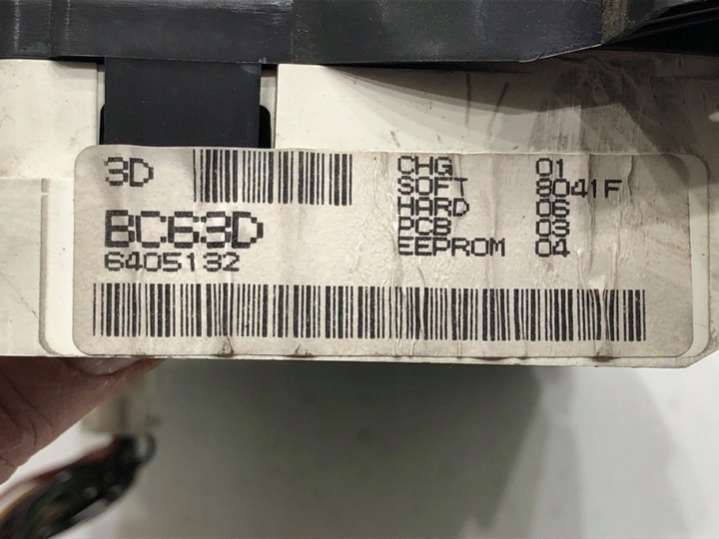 3D
BC63D
6405132
CHG 01
SOFT 8041F
HARD 06
PCB 03
EEPROM 04